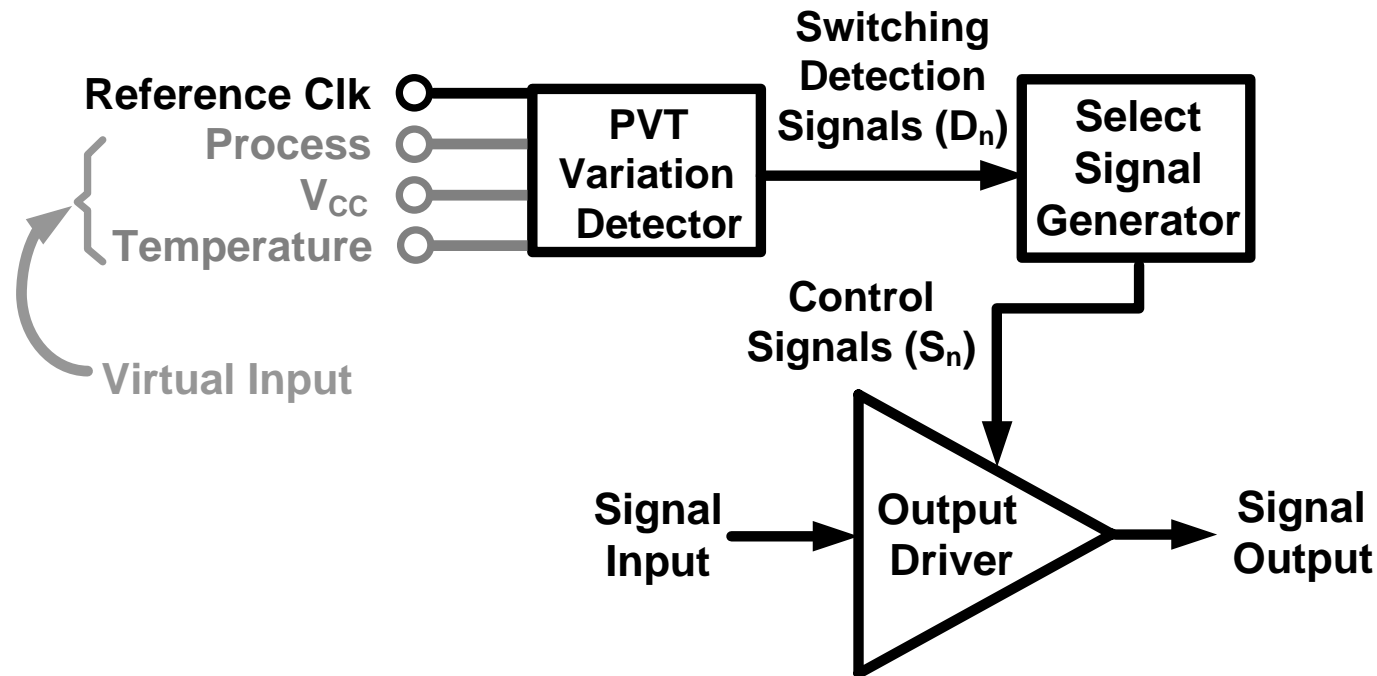 Switching
Detection
Signals (Dn)
Reference Clk
Process
VCC
Temperature
Virtual Input
PVT
Variation
Detector
Select
Signal
Generator
Control
Signals (Sn)
Signal
Input
Output
Driver
Signal
Output